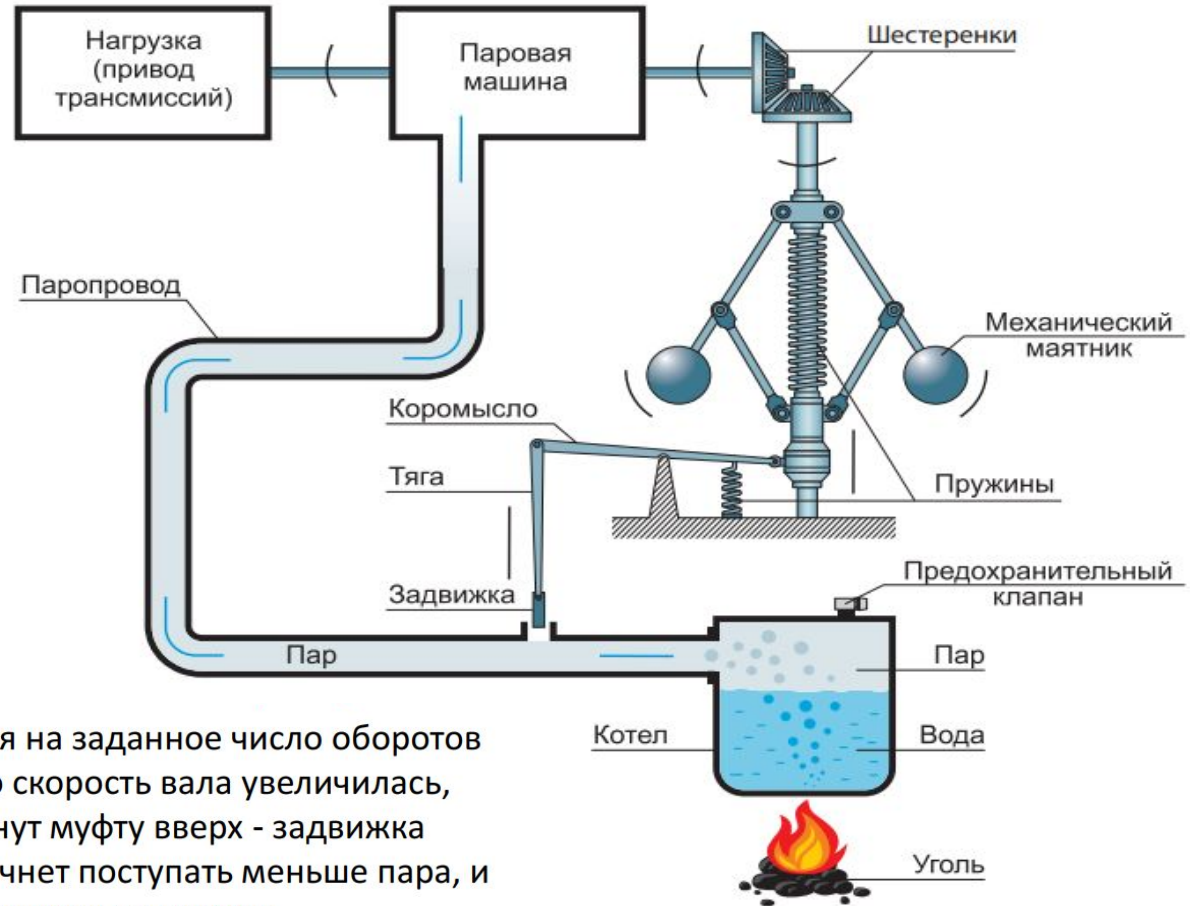 Нагрузка
(привод
трансмиссий)
Паровая
машина
Шестеренки
Паропровод
Механический
маятник
Коромысло
Тяга
Пружины
Задвижка
Предохранительный
клапан
Пар
Пар
Котел
Вода
Уголь
я на заданное число оборотов
о скорость вала увеличилась,
нут муфту вверх - задвижка
чнет поступать меньше пара, и